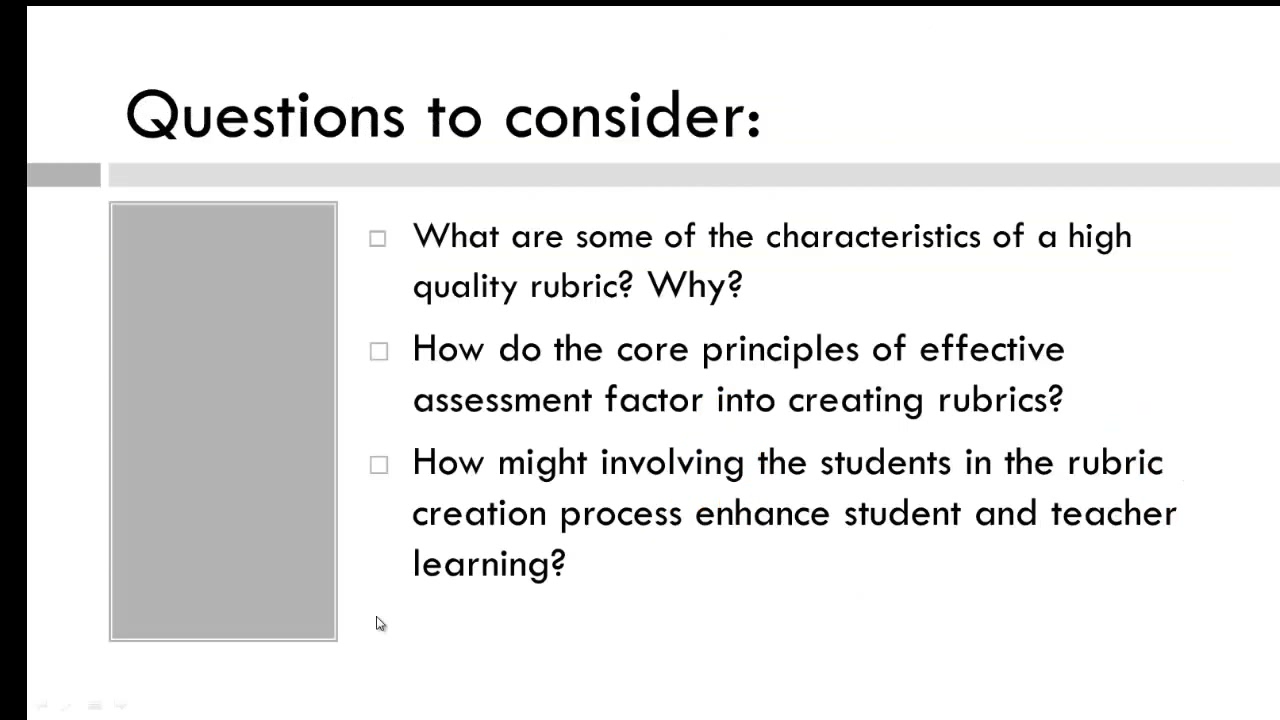 Questions to consider:
What are some of the characteristics of a high
quality rubric? Why?
How do the core principles of effective
assessment factor into creating rubrics?
How might involving the students in the rubric
creation process enhance student and teacher
learning?